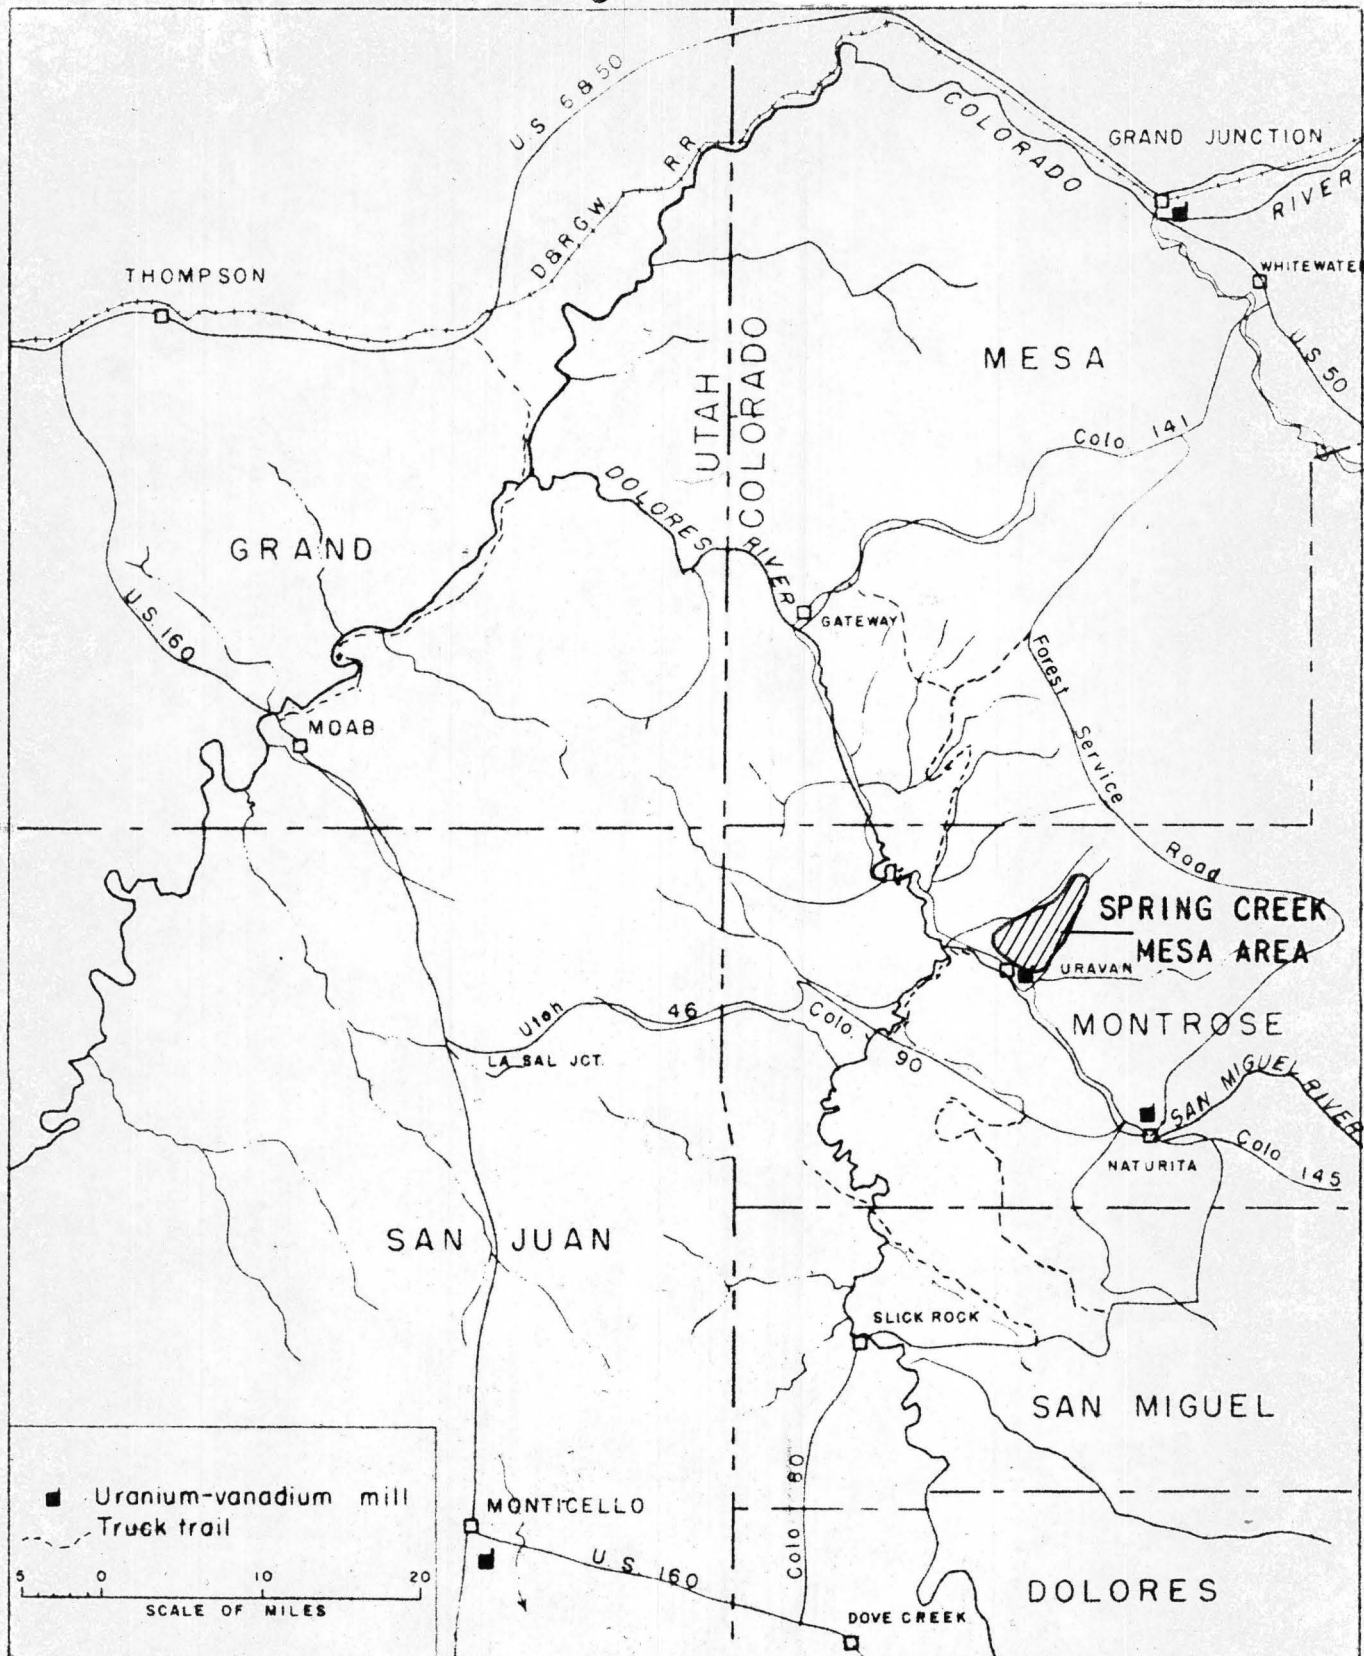 U.S. 6 & 50
COLORADO
RIVER
GRAND JUNCTION
D&R.G.W. R R
THOMPSON
WHITEWATER
U.S. 50
MESA
UTAH
COLORADO
Colo 141
DOLORES RIVER
GRAND
U.S. 160
GATEWAY
Forest Service Road
MOAB
SPRING CREEK
MESA AREA
URAVAN
Utah 46
Colo. 90
LA SAL JCT.
MONTROSE
SAN MIGUEL RIVER
Colo 145
NATURITA
SAN JUAN
SLICK ROCK
SAN MIGUEL
Colo 80
Uranium-vanadium mill
Truck trail
5 0 10 20
SCALE OF MILES
MONTICELLO
U.S. 160
DOLORES
DOVE CREEK